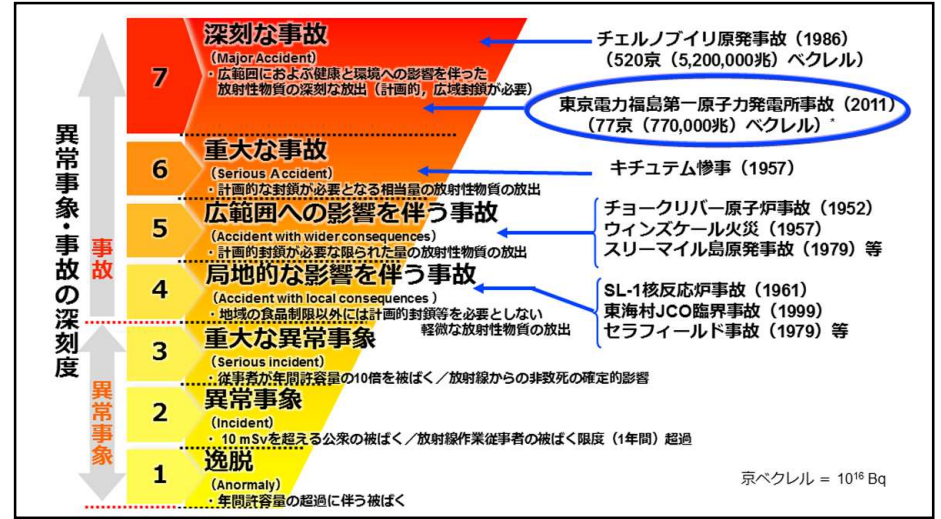 異常事象・事故の深刻度
事故
異常事象
7
深刻な事故
(Major Accident)
・広範囲におよぶ健康と環境への影響を伴った
放射性物質の深刻な放出（計画的，広域封鎖が必要）
6
重大な事故
(Serious Accident)
・計画的な封鎖が必要となる相当量の放射性物質の放出
5
広範囲への影響を伴う事故
(Accident with wider consequences)
・計画的封鎖が必要な限られた量の放射性物質の放出
4
局地的な影響を伴う事故
(Accident with local consequences )
・地域の食品制限以外には計画的封鎖等を必要としない
軽微な放射性物質の放出
3
重大な異常事象
(Serious incident)
・従事者が年間許容量の10倍を被ばく／放射線からの非致死の確定的影響
2
異常事象
(Incident)
・ 10 mSvを超える公衆の被ばく／放射線作業従事者の被ばく限度（1年間）超過
1
逸脱
(Anormaly)
・年間許容量の超過に伴う被ばく
チェルノブイリ原発事故（1986）
（520京（5,200,000兆）ベクレル）
東京電力福島第一原子力発電所事故（2011）
（77京（770,000兆）ベクレル）*
キチュテム惨事（1957）
チョークリバー原子炉事故（1952）
ウィンズケール火災（1957）
スリーマイル島原発事故（1979）等
SL-1核反応炉事故（1961）
東海村JCO臨界事故（1999）
セラフィールド事故（1979）等
京ベクレル = 10¹⁶ Bq